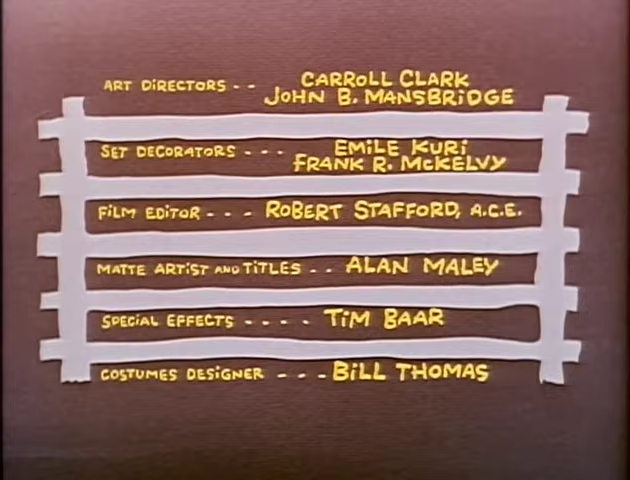 ART DIRECTORS - - CARROLL CLARK
JOHN B. MANSBRIDGE
SET DECORATORS - - - EMILE KURI
FRANK R. McKELVY
FILM EDITOR - - - ROBERT STAFFORD, A.C.E.
MATTE ARTIST AND TITLES - - ALAN MALEY
SPECIAL EFFECTS - - - - TIM BAAR
COSTUMES DESIGNER - - - BILL THOMAS